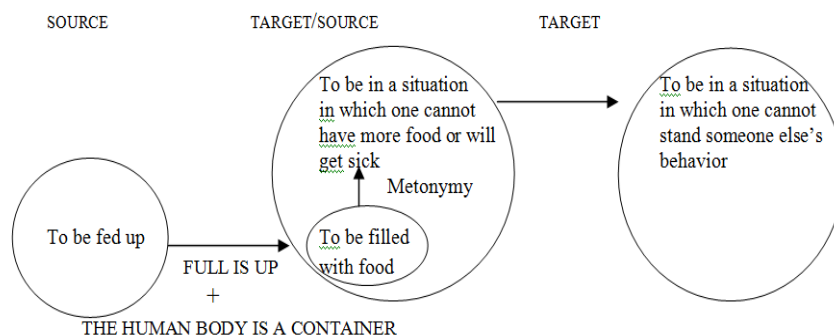 SOURCE
TARGET/SOURCE
TARGET
To be fed up
FULL IS UP
+
THE HUMAN BODY IS A CONTAINER
To be in a situation
in which one cannot
have more food or will
get sick
Metonymy
To be filled
with food
To be in a situation
in which one cannot
stand someone else’s
behavior